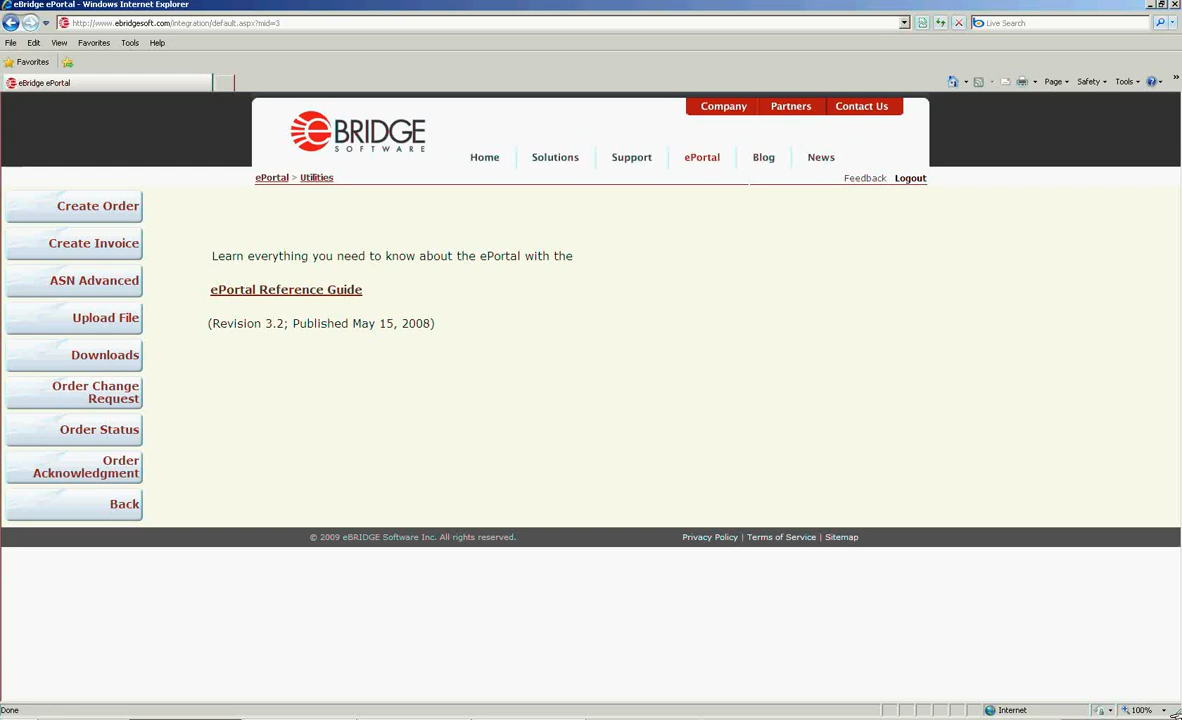 eBridge ePortal - Windows Internet Explorer
http://www.ebridgesoft.com/integration/default.aspx?mid=3
Live Search
File Edit View Favorites Tools Help
Favorites
eBridge ePortal
Page Safety Tools
Company Partners Contact Us
eBRIDGE
SOFTWARE
Home Solutions Support ePortal Blog News
ePortal > Utilities
Feedback Logout
Create Order
Create Invoice
ASN Advanced
Upload File
Downloads
Order Change
Request
Order Status
Order
Acknowledgment
Back
Learn everything you need to know about the ePortal with the
ePortal Reference Guide
(Revision 3.2; Published May 15, 2008)
© 2009 eBRIDGE Software Inc. All rights reserved.
Privacy Policy | Terms of Service | Sitemap
Done
Internet
100%